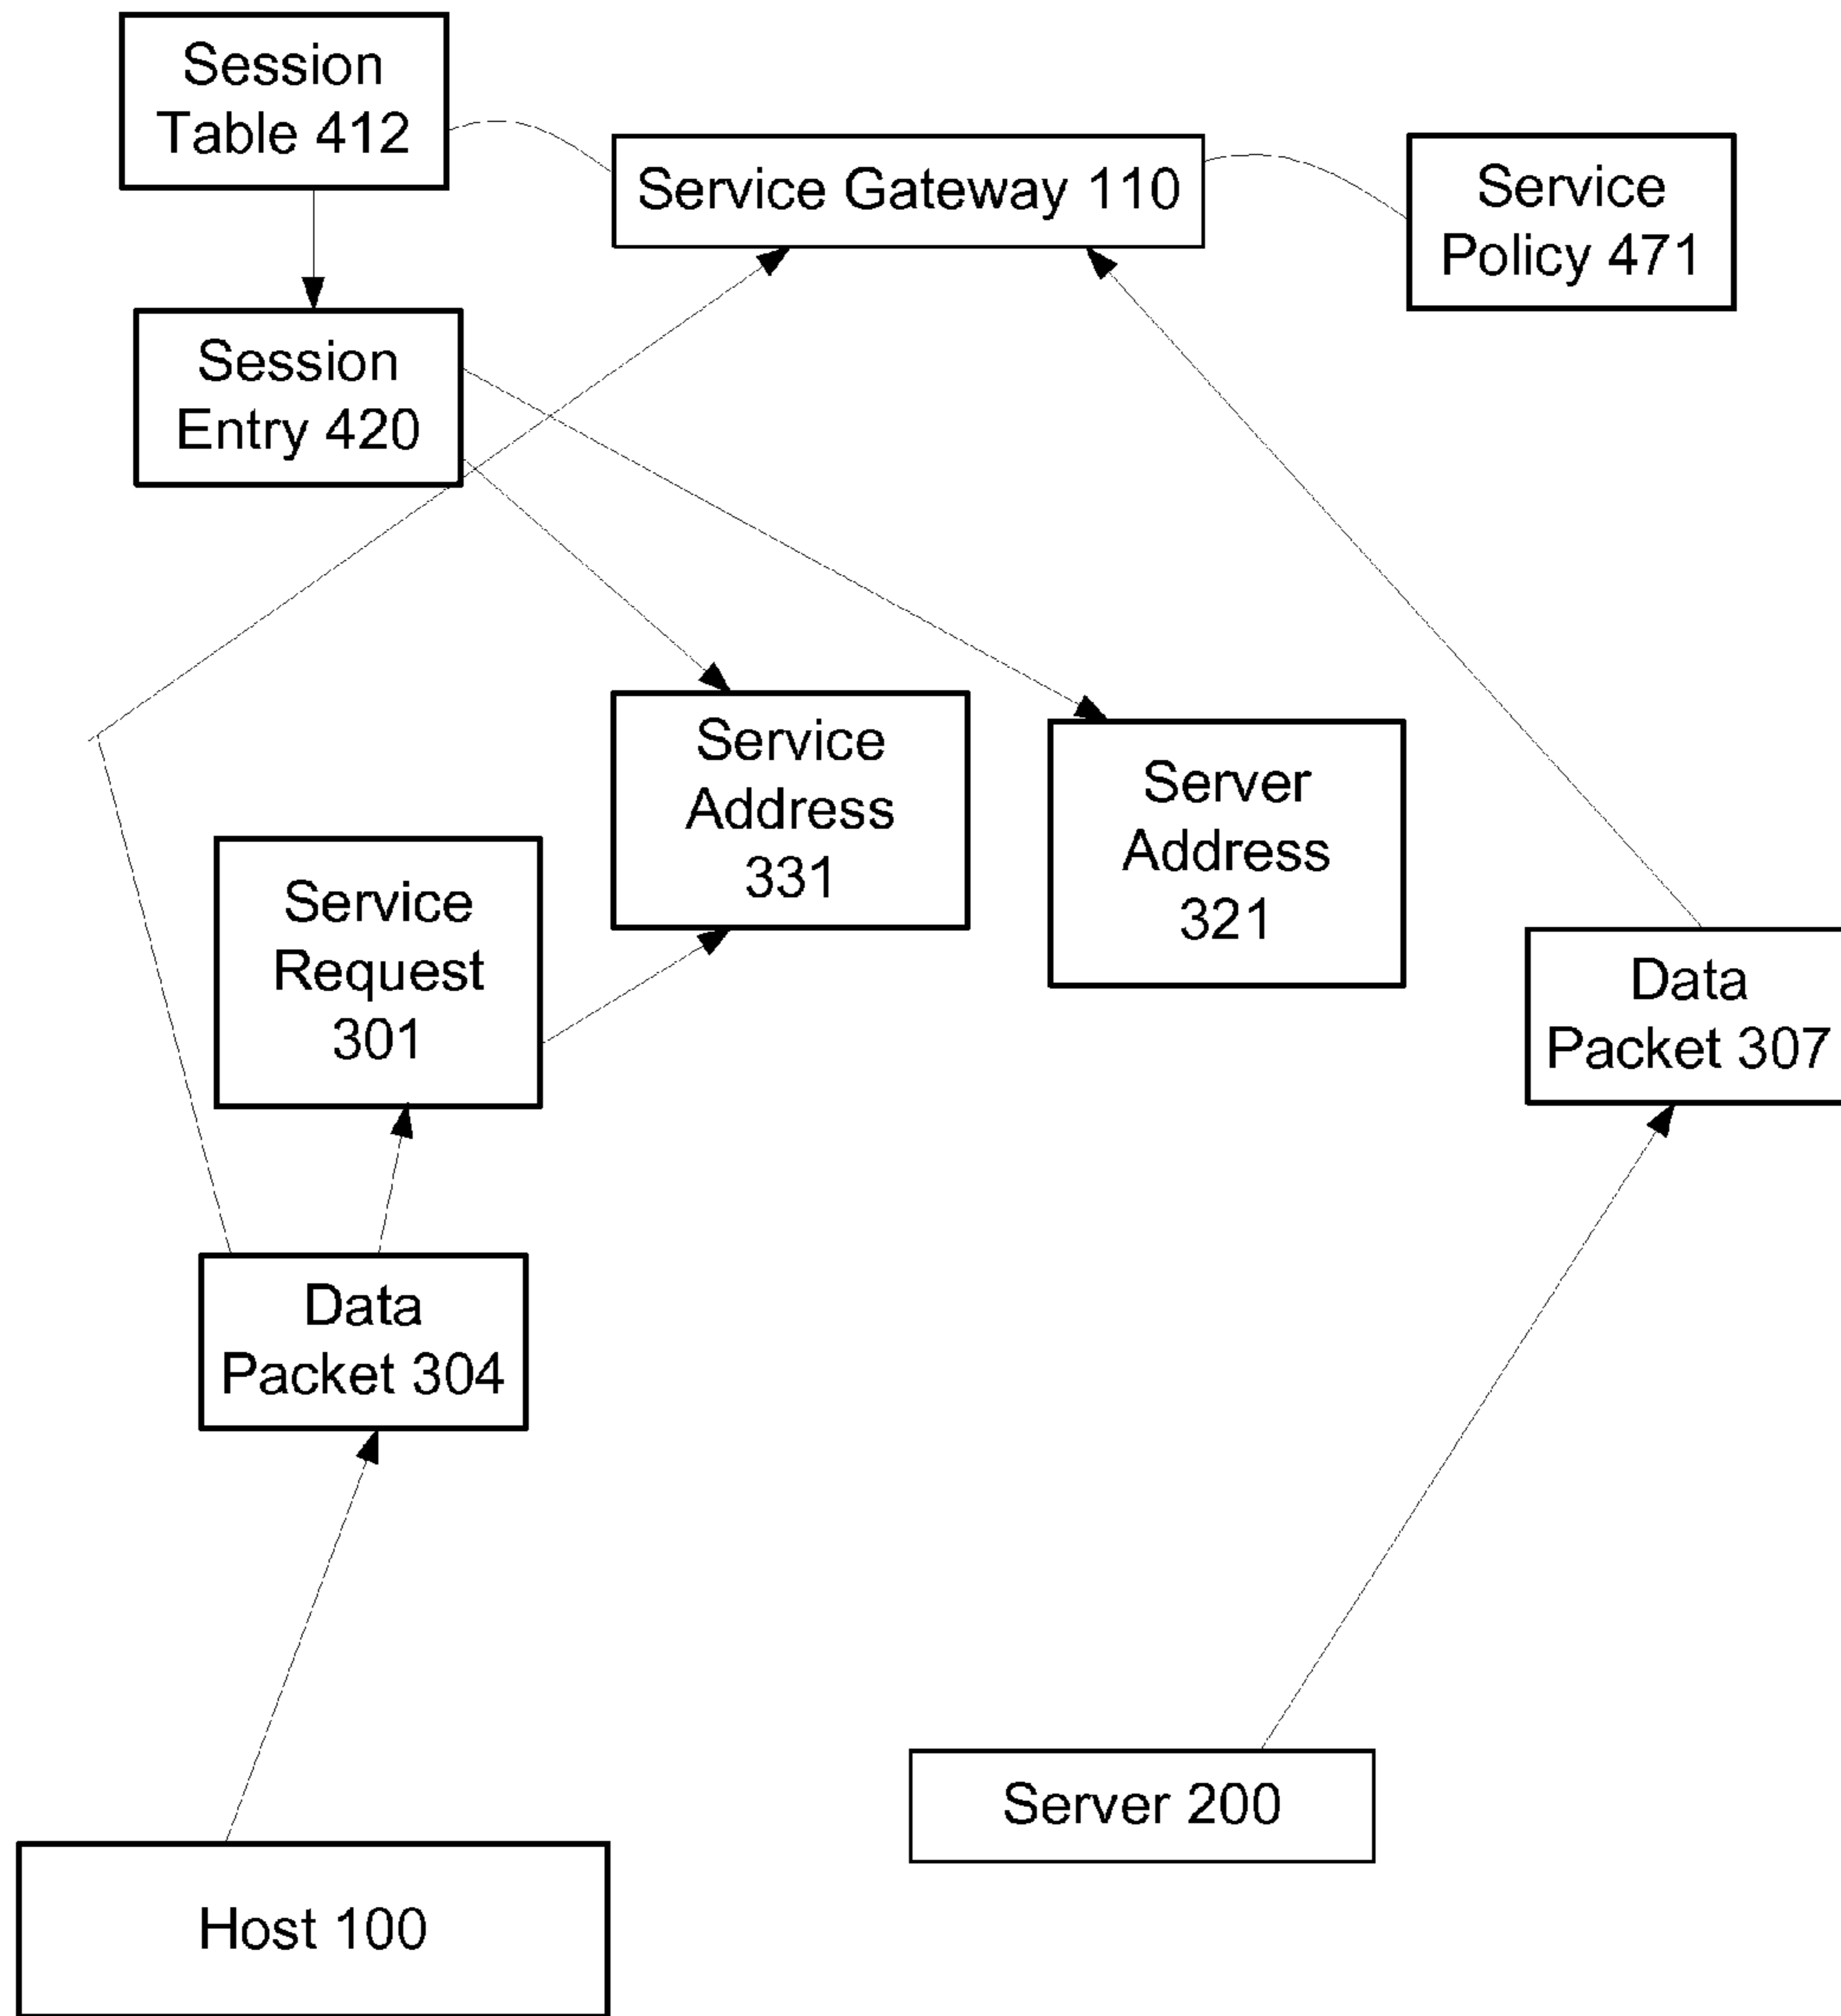 Session
Table 412
Service Gateway 110
Service
Policy 471
Session
Entry 420
Service
Address
331
Server
Address
321
Service
Request
301
Data
Packet 307
Data
Packet 304
Server 200
Host 100